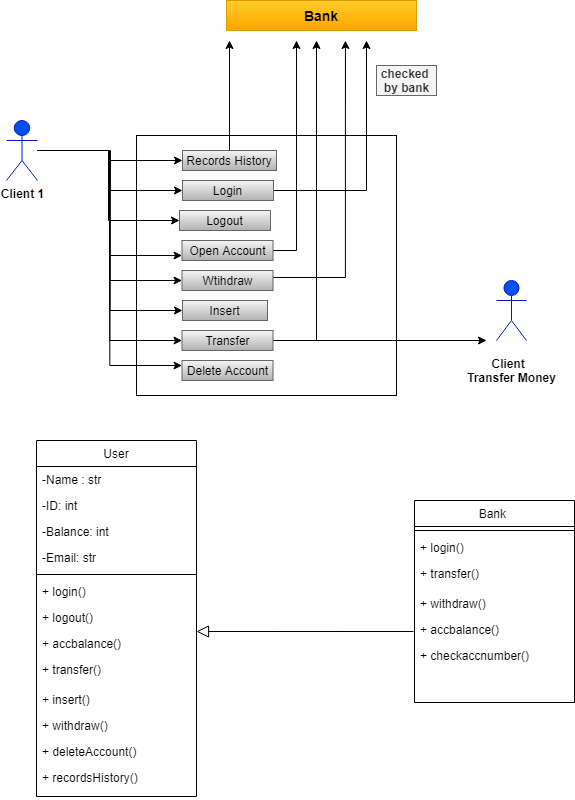 Bank
checked
by bank
Client 1
Records History
Login
Logout
Open Account
Wtihdraw
Insert
Transfer
Delete Account
Client
Transfer Money
User
-Name : str
-ID: int
-Balance: int
-Email: str
+ login()
+ logout()
+ accbalance()
+ transfer()
+ insert()
+ withdraw()
+ deleteAccount()
+ recordsHistory()
Bank
+ login()
+ transfer()
+ withdraw()
+ accbalance()
+ checkaccnumber()